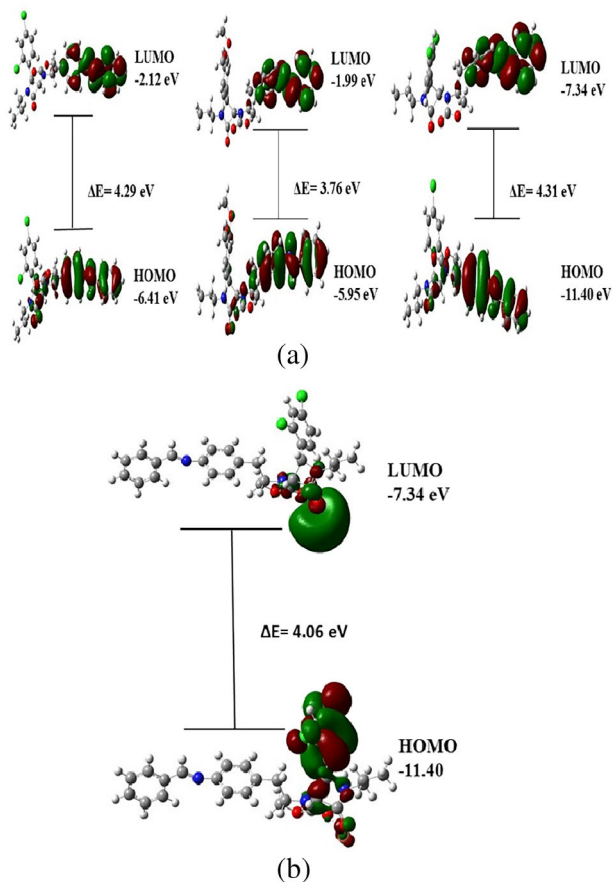 LUMO
-2.12 eV
LUMO
-1.99 eV
LUMO
-7.34 eV
ΔE= 4.29 eV
ΔE= 3.76 eV
ΔE= 4.31 eV
HOMO
-6.41 eV
HOMO
-5.95 eV
HOMO
-11.40 eV
(a)
LUMO
-7.34 eV
ΔE= 4.06 eV
HOMO
-11.40
(b)